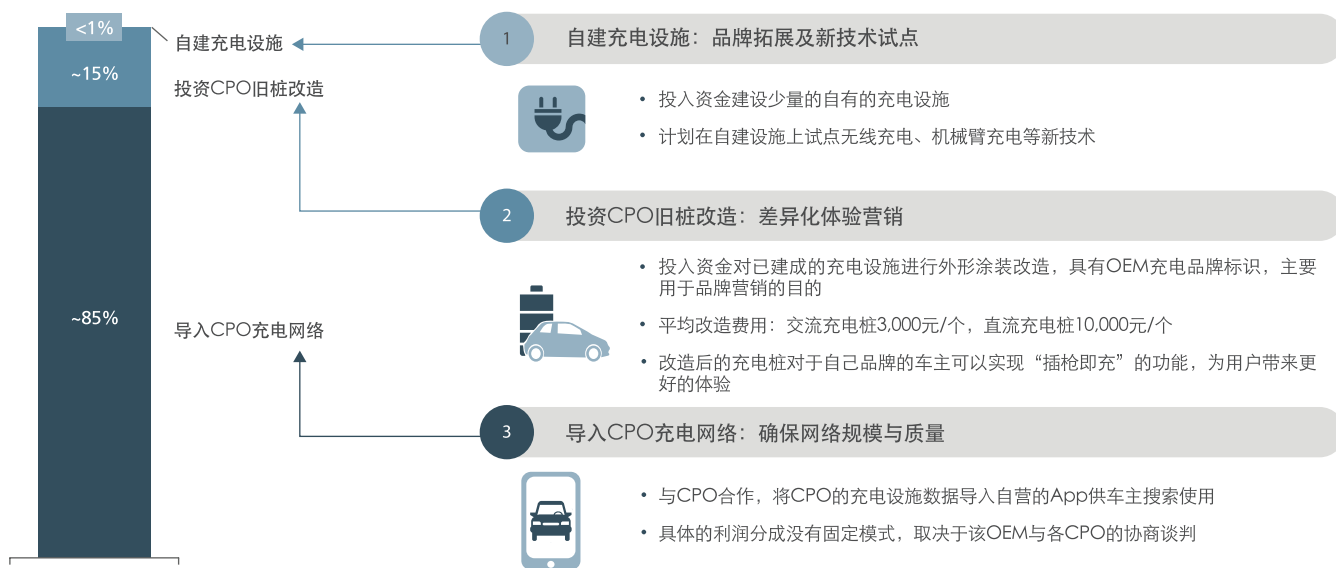 <1%
自建充电设施
~15%
投资CPO旧桩改造
~85%
导入CPO充电网络
1
自建充电设施：品牌拓展及新技术试点
• 投入资金建设少量的自有的充电设施
• 计划在自建设施上试点无线充电、机械臂充电等新技术
2
投资CPO旧桩改造：差异化体验营销
• 投入资金对已建成的充电设施进行外形涂装改造，具有OEM充电品牌标识，主要
用于品牌营销的目的
• 平均改造费用：交流充电桩3,000元/个，直流充电桩10,000元/个
• 改造后的充电桩对于自己品牌的车主可以实现“插枪即充”的功能，为用户带来更
好的体验
3
导入CPO充电网络：确保网络规模与质量
• 与CPO合作，将CPO的充电设施数据导入自营的App供车主搜索使用
• 具体的利润分成没有固定模式，取决于该OEM与各CPO的协商谈判